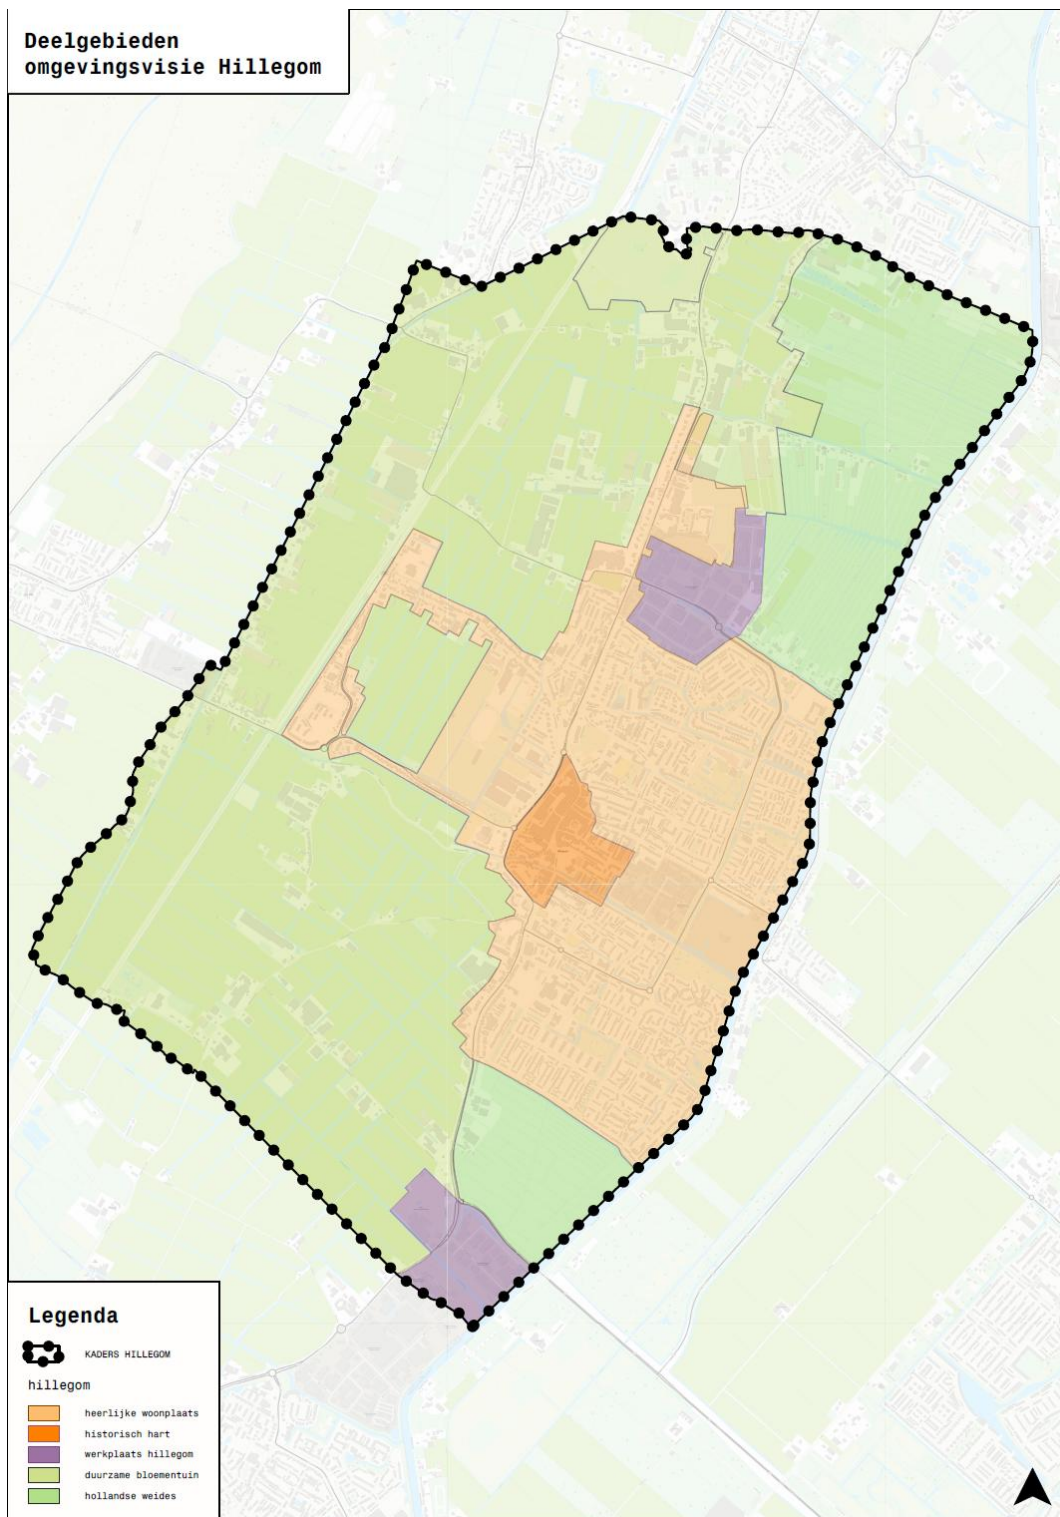 Deelgebieden
omgevingsvisie Hillegom
Legenda
KADERS HILLEGOM
hillegom
heerlijke woonplaats
historisch hart
werkplaats hillegom
duurzame bloementuin
hollandse weides